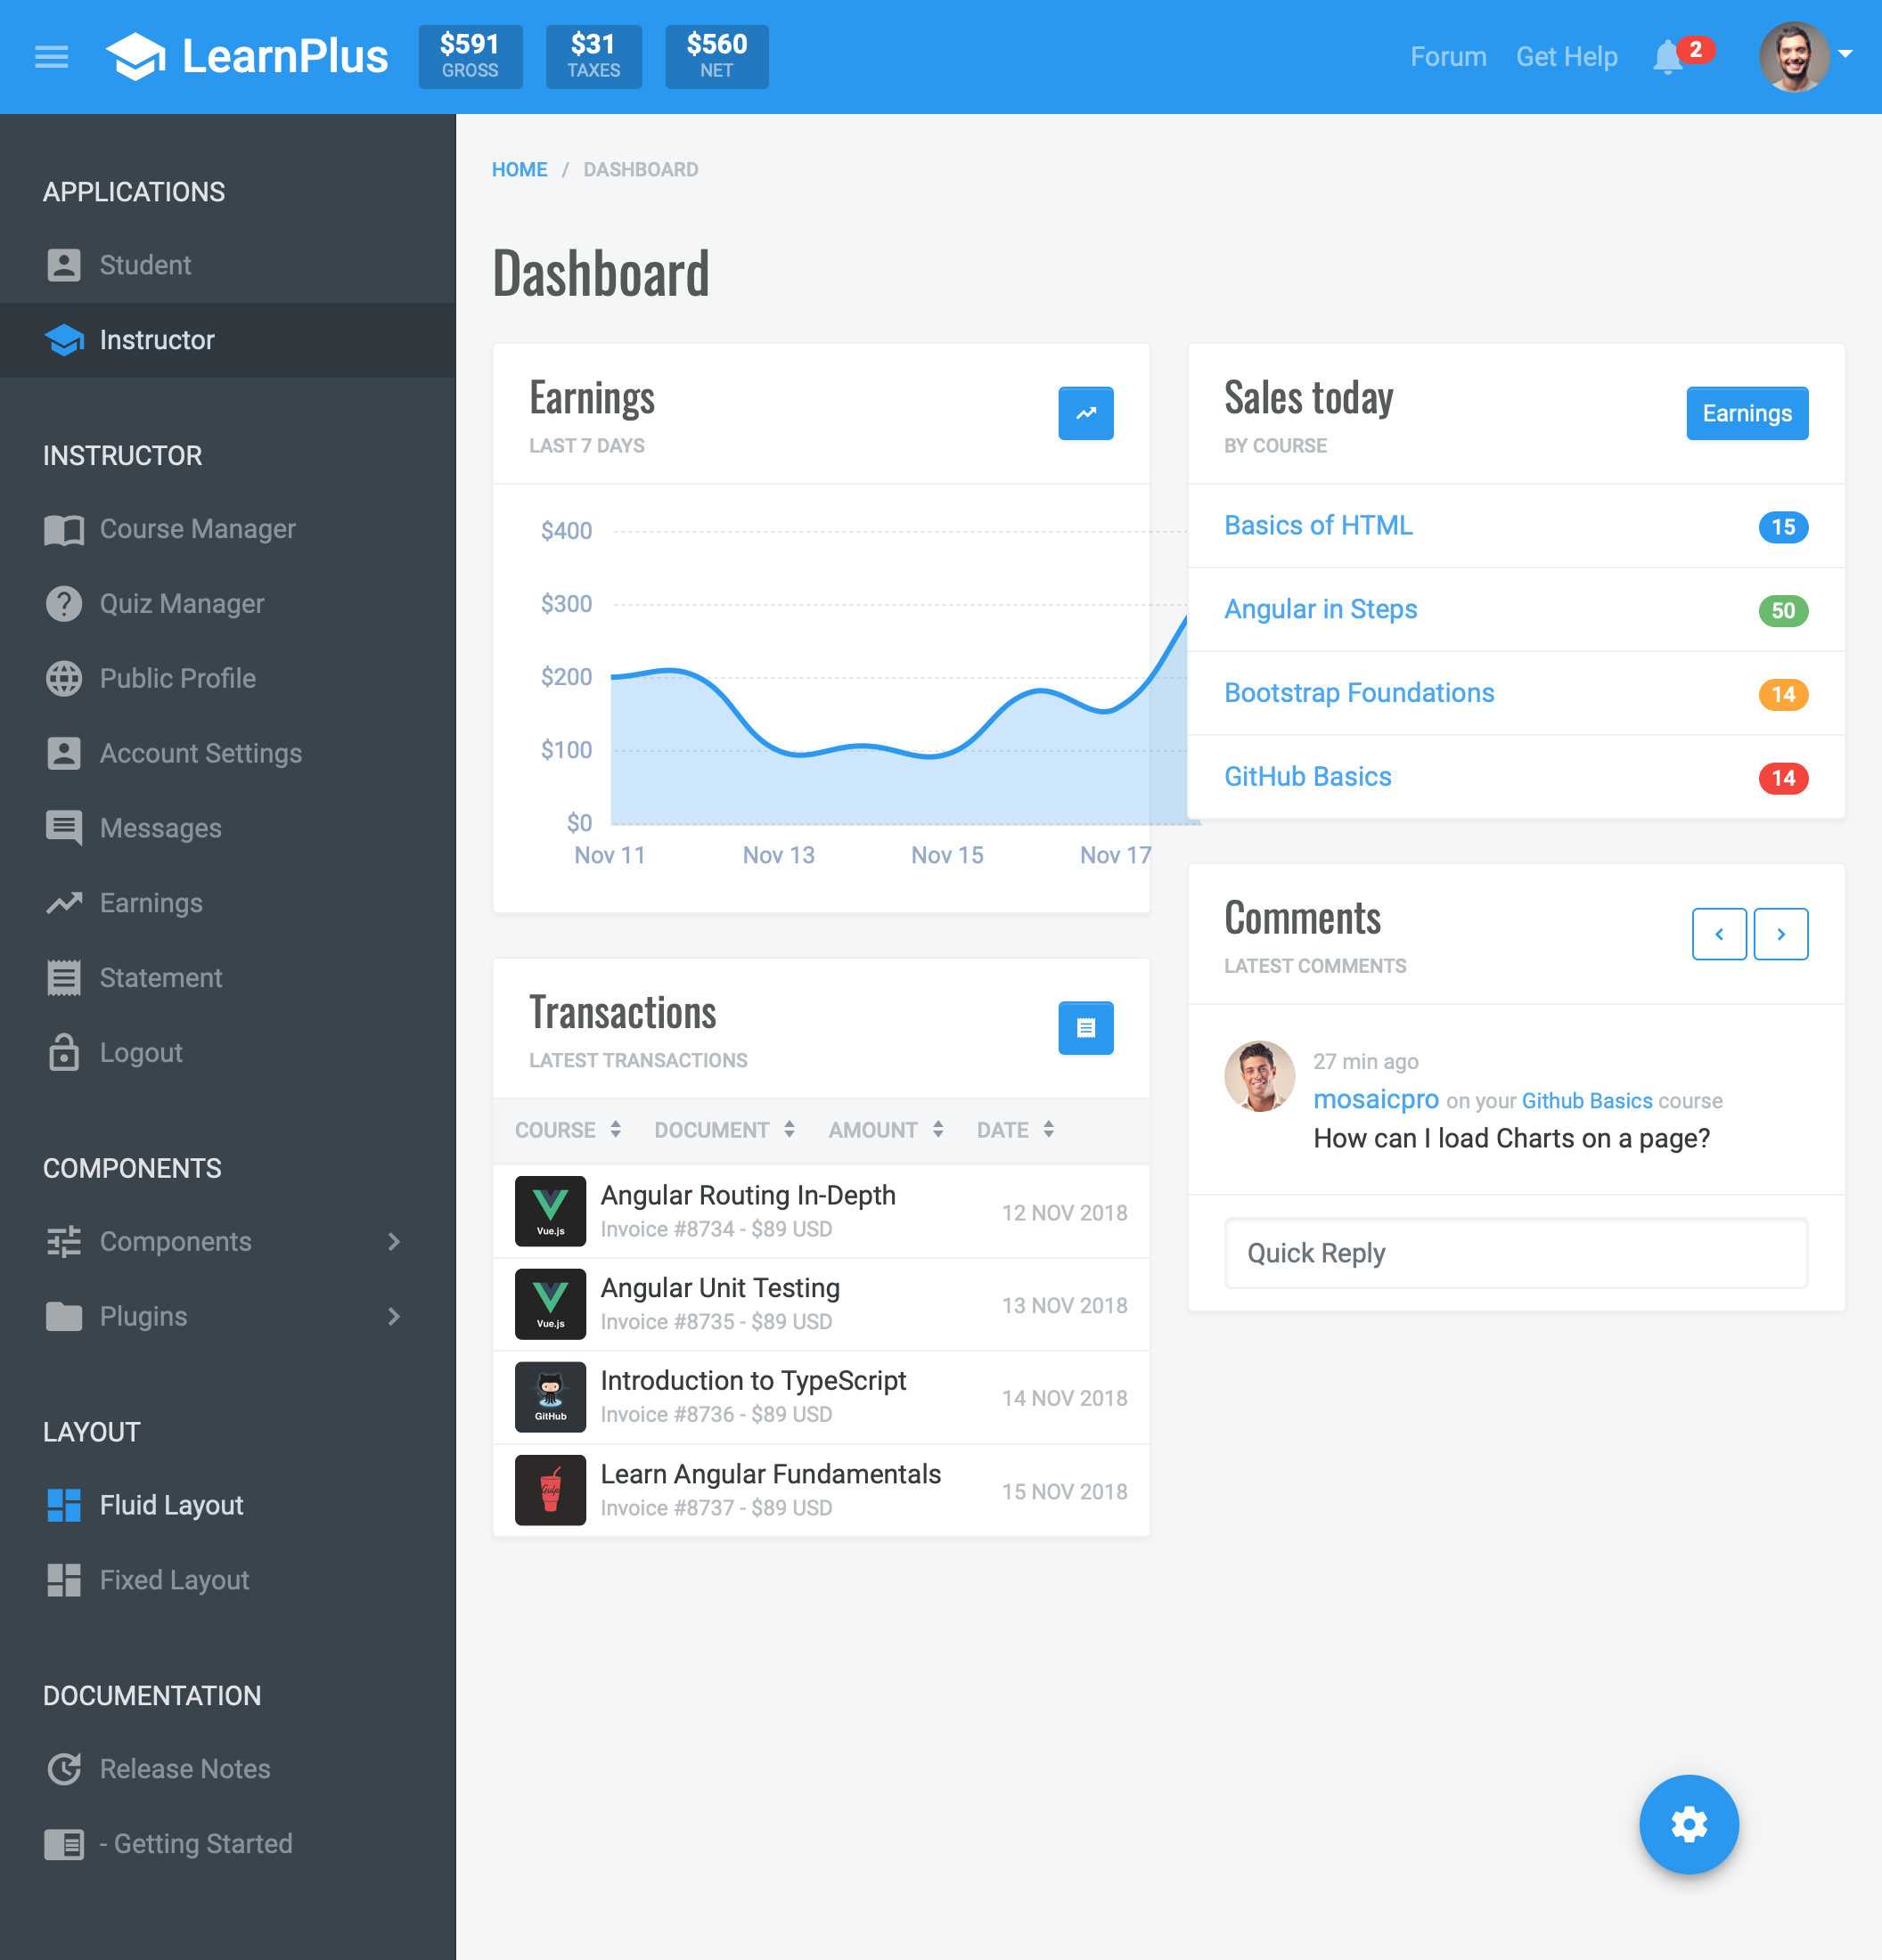 LearnPlus
$591
GROSS
$31
TAXES
$560
NET
Forum
Get Help
2
APPLICATIONS
Student
Instructor
INSTRUCTOR
Course Manager
Quiz Manager
Public Profile
Account Settings
Messages
Earnings
Statement
Logout
COMPONENTS
Components
Plugins
LAYOUT
Fluid Layout
Fixed Layout
DOCUMENTATION
Release Notes
- Getting Started
HOME / DASHBOARD
Dashboard
Earnings
LAST 7 DAYS
$400
$300
$200
$100
$0
Nov 11 Nov 13 Nov 15 Nov 17
Transactions
LATEST TRANSACTIONS
COURSE DOCUMENT AMOUNT DATE
Vue.js
Angular Routing In-Depth
Invoice #8734 - $89 USD
12 NOV 2018
Vue.js
Angular Unit Testing
Invoice #8735 - $89 USD
13 NOV 2018
GitHub
Introduction to TypeScript
Invoice #8736 - $89 USD
14 NOV 2018
Gulp
Learn Angular Fundamentals
Invoice #8737 - $89 USD
15 NOV 2018
Sales today
BY COURSE
Earnings
Basics of HTML 15
Angular in Steps 50
Bootstrap Foundations 14
GitHub Basics 14
Comments
LATEST COMMENTS
27 min ago
mosaicpro on your Github Basics course
How can I load Charts on a page?
Quick Reply